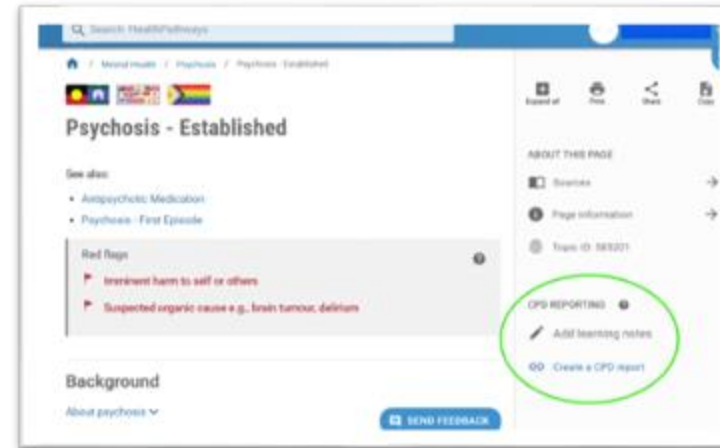 Search HealthPathways
/ Mental Health / Psychosis / Psychosis - Established
Psychosis - Established
See also:
Antipsychotic Medication
Psychosis - First Episode
Red flags
Imminent harm to self or others
Suspected organic cause e.g., brain tumour, delirium
Background
About psychosis
SEND FEEDBACK
Expand all
Print
Share
Copy
ABOUT THIS PAGE
Sources
Page information
Topic ID:
CPD REPORTING
Add learning notes
Create a CPD report